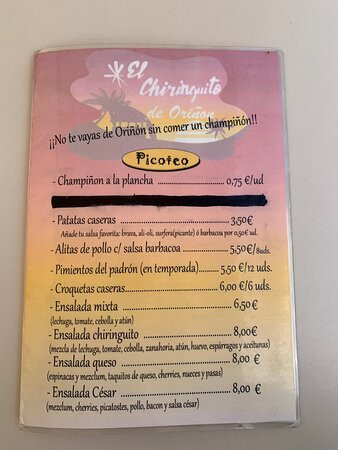 El
Chiringuito
de Oriñón
¡¡No te vayas de Oriñón sin comer un champiñón!!
Picoteo
- Champiñon a la plancha ............... 0,75 €/ud
- Patatas caseras ............................ 3,50€
Añade tu salsa favorita: brava, ali-oli, surfera(picante) ó barbacoa por 0,50€ ud.
- Alitas de pollo c/ salsa barbacoa ............ 5,50€/8uds.
- Pimientos del padrón (en temporada)....... 5,50 €/12 uds.
- Croquetas caseras........................... 6,00 €/6 uds.
- Ensalada mixta ............................ 6,50€
(lechuga, tomate, cebolla y atún)
- Ensalada chiringuito ........................ 8,00€
(mezcla de lechuga, tomate, cebolla, zanahoria, atún, huevo, espárragos y aceitunas)
- Ensalada queso ............................ 8,00 €
(espinacas y mezclum, taquitos de queso, cherries, nueces y pasas)
- Ensalada César ............................ 8,00 €
(mezclum, cherries, picatostes, pollo, bacon y salsa césar)